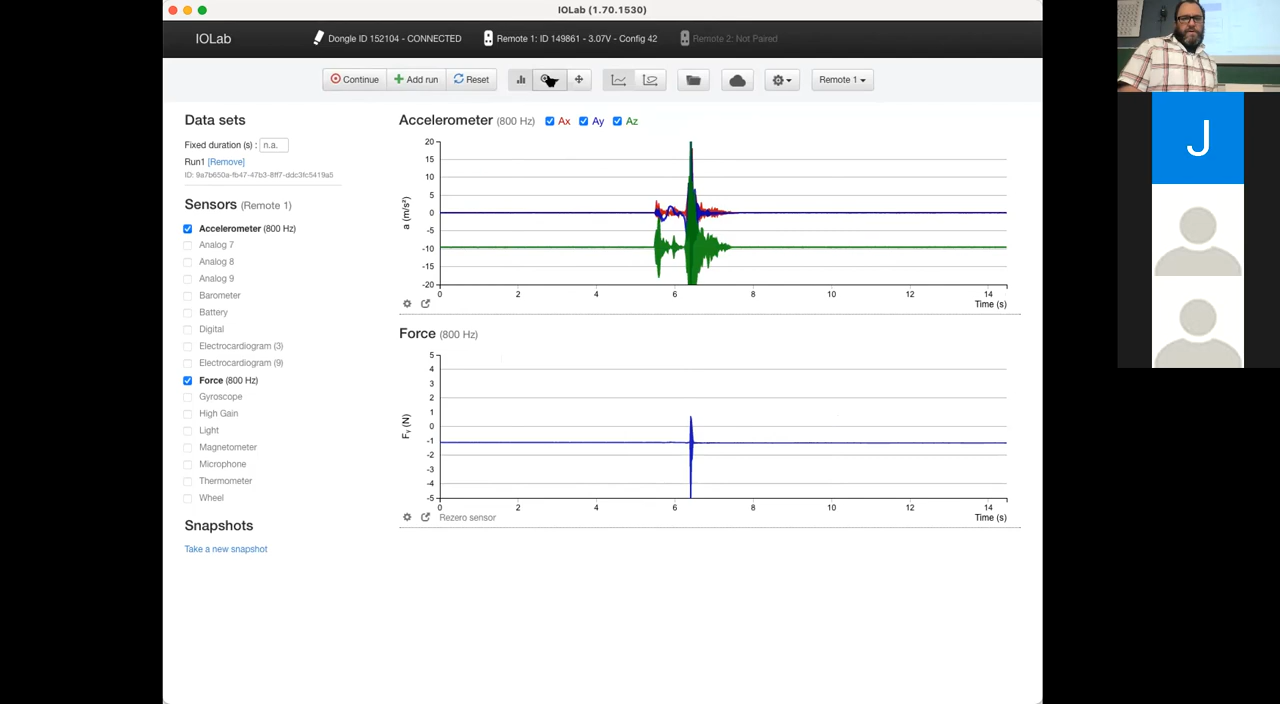 IOLab (1.70.1530)
IOLab Dongle ID 152104 - CONNECTED Remote 1: ID 149861 - 3.07V - Config 42 Remote 2: Not Paired
Continue Add run Reset Remote 1
Data sets
Fixed duration (s) : n.a.
Run1 [Remove]
ID: 9a7b650a-fb47-47b3-8ff7-ddc3fc5419a5
Sensors (Remote 1)
Accelerometer (800 Hz)
Analog 7
Analog 8
Analog 9
Barometer
Battery
Digital
Electrocardiogram (3)
Electrocardiogram (9)
Force (800 Hz)
Gyroscope
High Gain
Light
Magnetometer
Microphone
Thermometer
Wheel
Snapshots
Take a new snapshot
Accelerometer (800 Hz) Ax Ay Az
a (m/s²)
20
15
10
5
0
-5
-10
-15
-20
0 2 4 6 8 10 12 14
Time (s)
Force (800 Hz)
Fy (N)
5
4
3
2
1
0
-1
-2
-3
-4
-5
0 2 4 6 8 10 12 14
Rezero sensor Time (s)
J